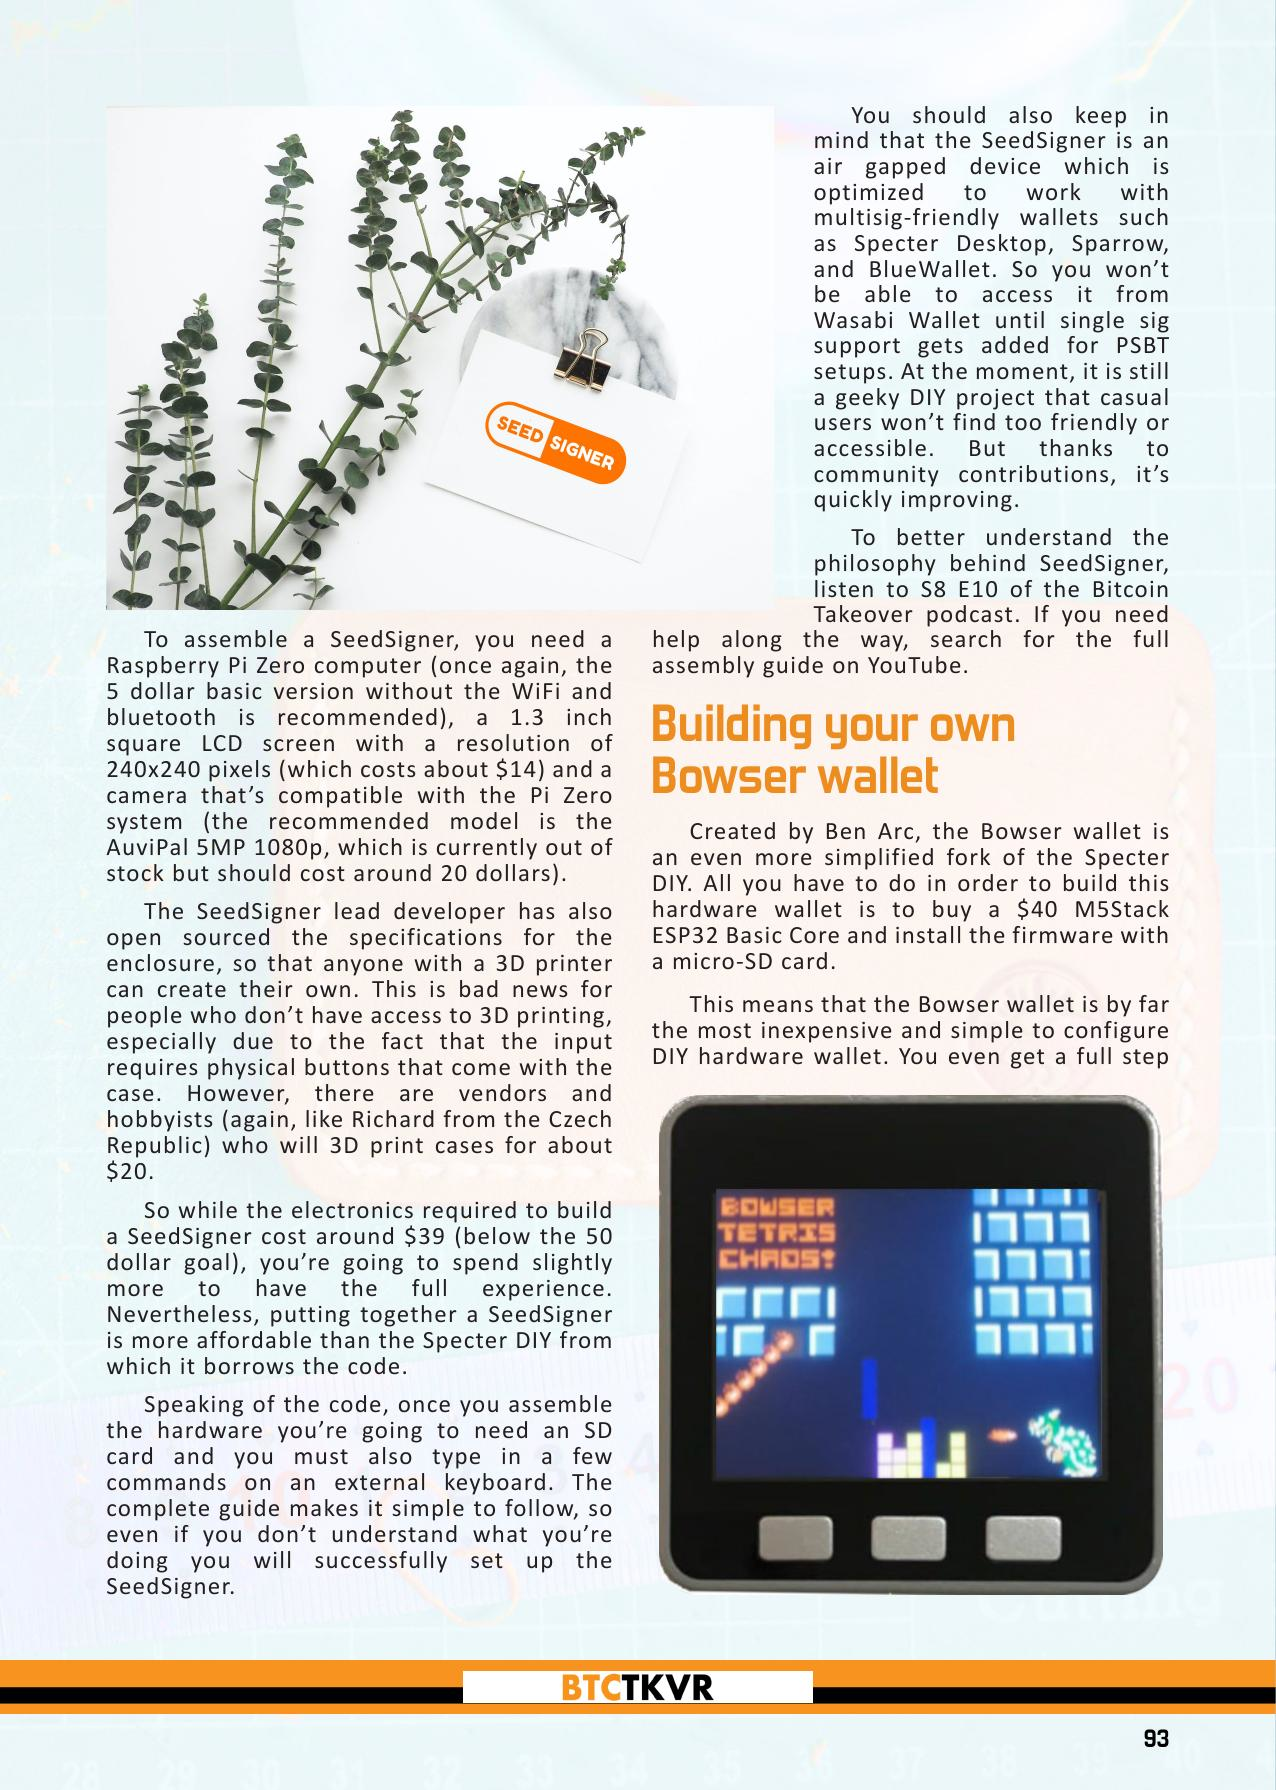 SEED SIGNER
To assemble a SeedSigner, you need a
Raspberry Pi Zero computer (once again, the
5 dollar basic version without the WiFi and
bluetooth is recommended), a 1.3 inch
square LCD screen with a resolution of
240x240 pixels (which costs about $14) and a
camera that’s compatible with the Pi Zero
system (the recommended model is the
AuviPal 5MP 1080p, which is currently out of
stock but should cost around 20 dollars).
The SeedSigner lead developer has also
open sourced the specifications for the
enclosure, so that anyone with a 3D printer
can create their own. This is bad news for
people who don’t have access to 3D printing,
especially due to the fact that the input
requires physical buttons that come with the
case. However, there are vendors and
hobbyists (again, like Richard from the Czech
Republic) who will 3D print cases for about
$20.
So while the electronics required to build
a SeedSigner cost around $39 (below the 50
dollar goal), you’re going to spend slightly
more to have the full experience.
Nevertheless, putting together a SeedSigner
is more affordable than the Specter DIY from
which it borrows the code.
Speaking of the code, once you assemble
the hardware you’re going to need an SD
card and you must also type in a few
commands on an external keyboard. The
complete guide makes it simple to follow, so
even if you don’t understand what you’re
doing you will successfully set up the
SeedSigner.
You should also keep in
mind that the SeedSigner is an
air gapped device which is
optimized to work with
multisig-friendly wallets such
as Specter Desktop, Sparrow,
and BlueWallet. So you won’t
be able to access it from
Wasabi Wallet until single sig
support gets added for PSBT
setups. At the moment, it is still
a geeky DIY project that casual
users won’t find too friendly or
accessible. But thanks to
community contributions, it’s
quickly improving.
To better understand the
philosophy behind SeedSigner,
listen to S8 E10 of the Bitcoin
Takeover podcast. If you need
help along the way, search for the full
assembly guide on YouTube.
Building your own
Bowser wallet
Created by Ben Arc, the Bowser wallet is
an even more simplified fork of the Specter
DIY. All you have to do in order to build this
hardware wallet is to buy a $40 M5Stack
ESP32 Basic Core and install the firmware with
a micro-SD card.
This means that the Bowser wallet is by far
the most inexpensive and simple to configure
DIY hardware wallet. You even get a full step
BOWSER
TETRIS
CHAOS!
BTCTKVR
93